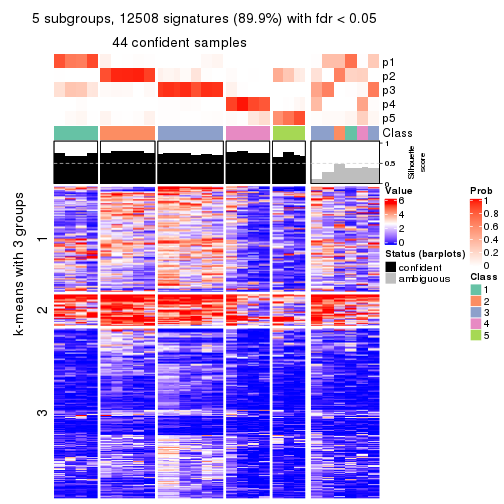 5 subgroups, 12508 signatures (89.9%) with fdr < 0.05
44 confident samples
p1
p2
p3
p4
p5
Class
1
0.5
0
Silhouette
score
k-means with 3 groups
1
2
3
Value
6
4
2
0
Status (barplots)
confident
ambiguous
Prob
1
0.8
0.6
0.4
0.2
0
Class
1
2
3
4
5